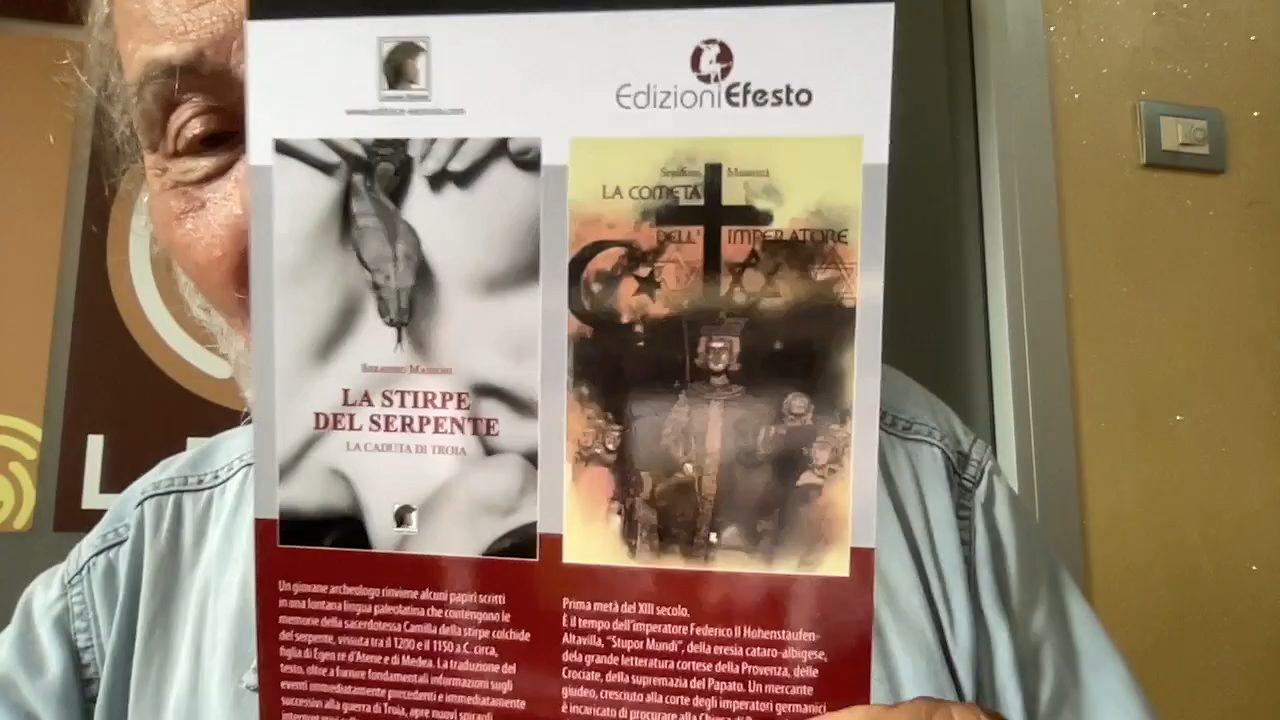 EdizioniEfesto
LA COMETA
DELL' IMPERATORE
LA STIRPE
DEL SERPENTE
LA CADUTA DI TROIA
Un giovane archeologo rinviene alcuni papiri scritti
in una lontana lingua paleolatina che contengono le
memorie della sacerdotessa Camilla della stirpe colchide
del serpente, vissuta tra il 1200 e il 1150 a.C. circa,
figlia di Egeo re d'Atene e di Medea. La traduzione del
testo, oltre a fornire fondamentali informazioni sugli
eventi immediatamente precedenti e immediatamente
successivi alla guerra di Troia, apre nuovi spiragli
Prima metà del XIII secolo.
È il tempo dell'imperatore Federico II Hohenstaufen-
Altavilla, "Stupor Mundi", della eresia cataro-albigese,
dela grande letteratura cortese della Provenza, delle
Crociate, della supremazia del Papato. Un mercante
giudeo, cresciuto alla corte degli imperatori germanici
è incaricato di procurare alla Chiesa di
L